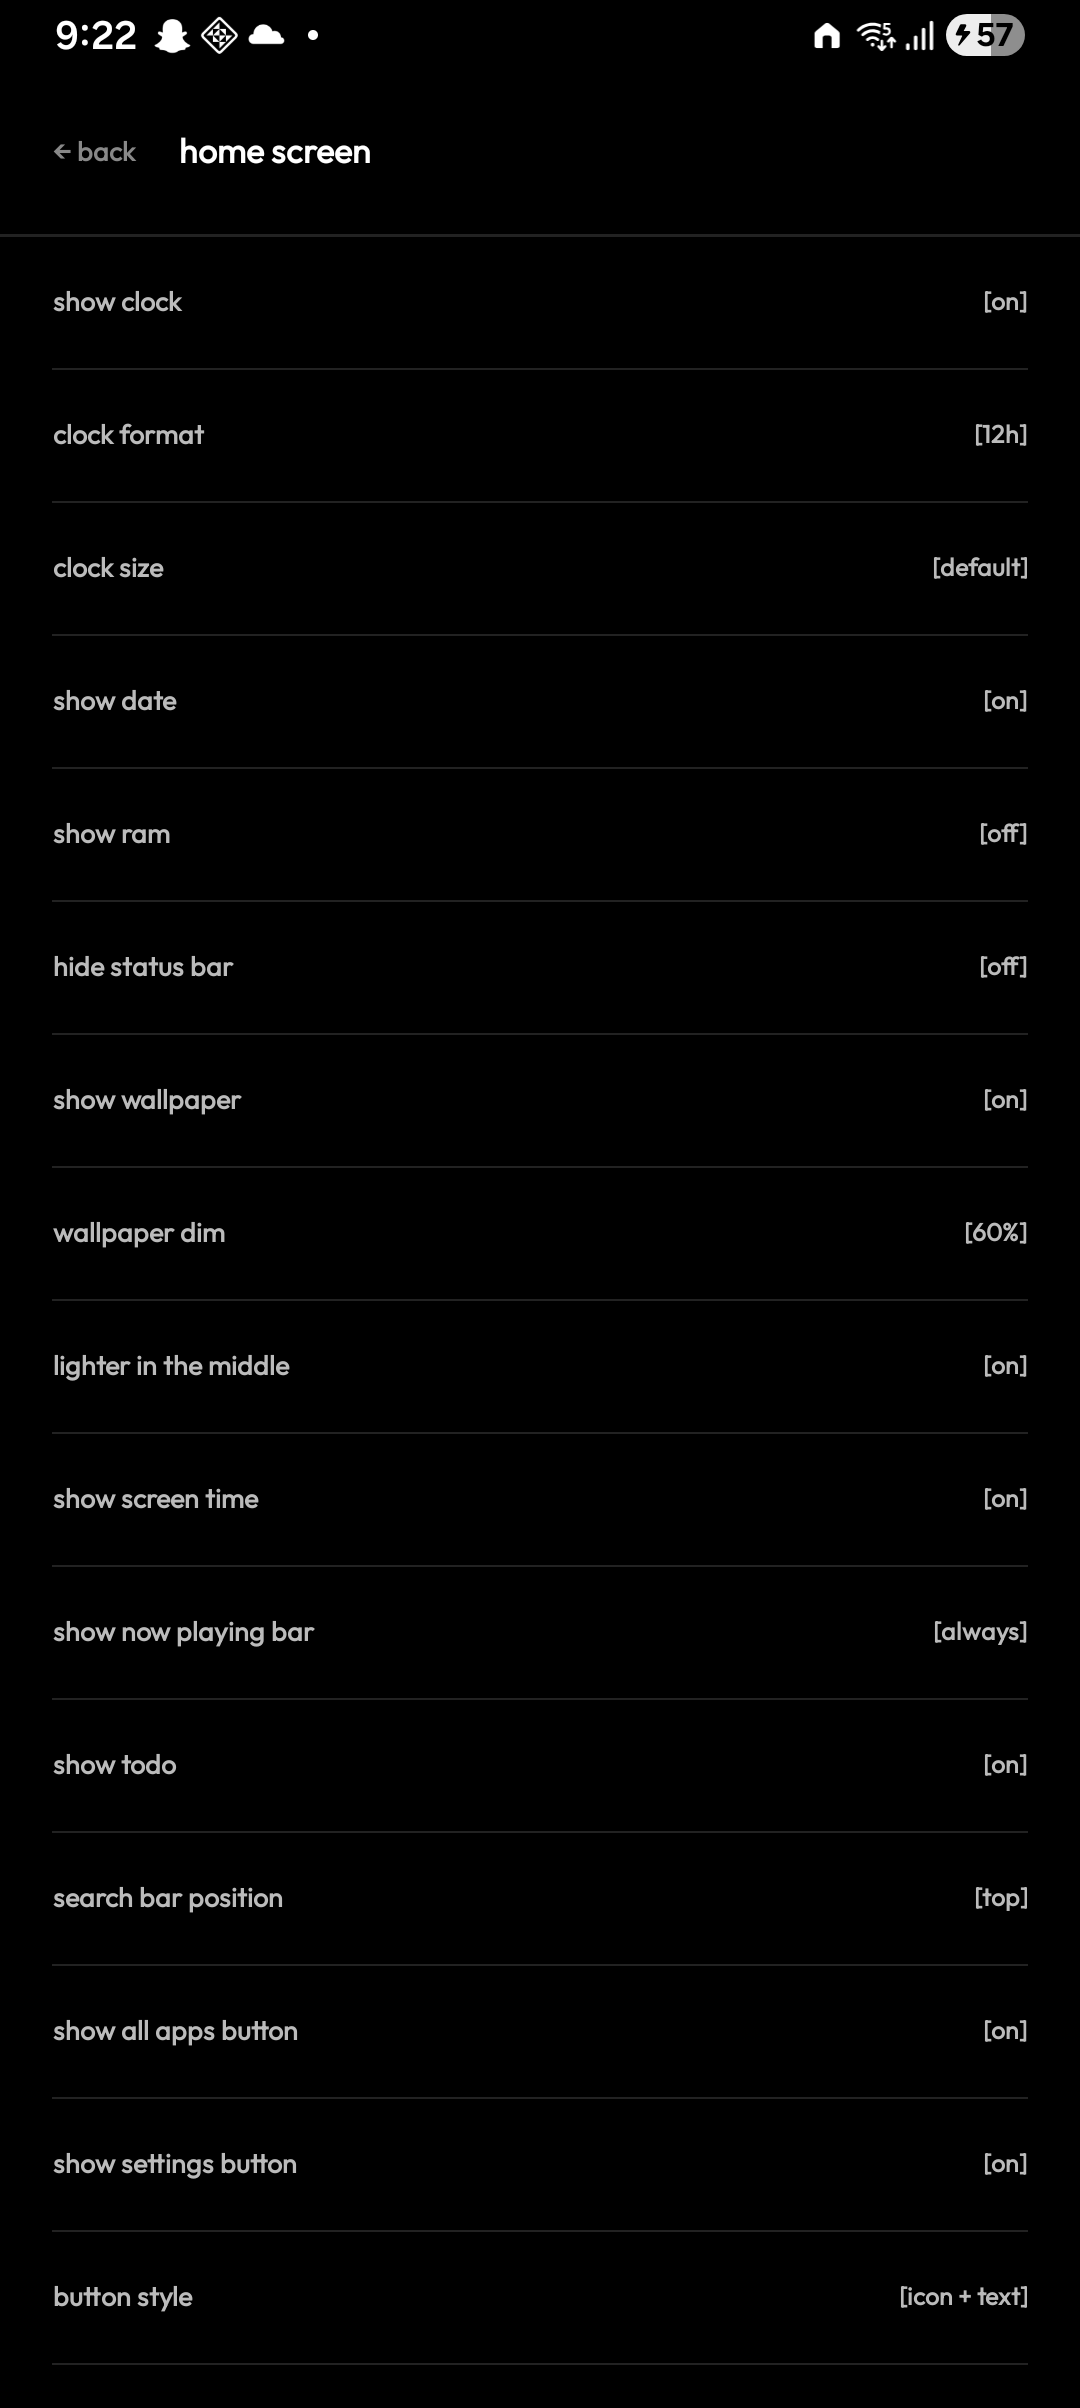 9:22
5
57
← back home screen
show clock [on]
clock format [12h]
clock size [default]
show date [on]
show ram [off]
hide status bar [off]
show wallpaper [on]
wallpaper dim [60%]
lighter in the middle [on]
show screen time [on]
show now playing bar [always]
show todo [on]
search bar position [top]
show all apps button [on]
show settings button [on]
button style [icon + text]